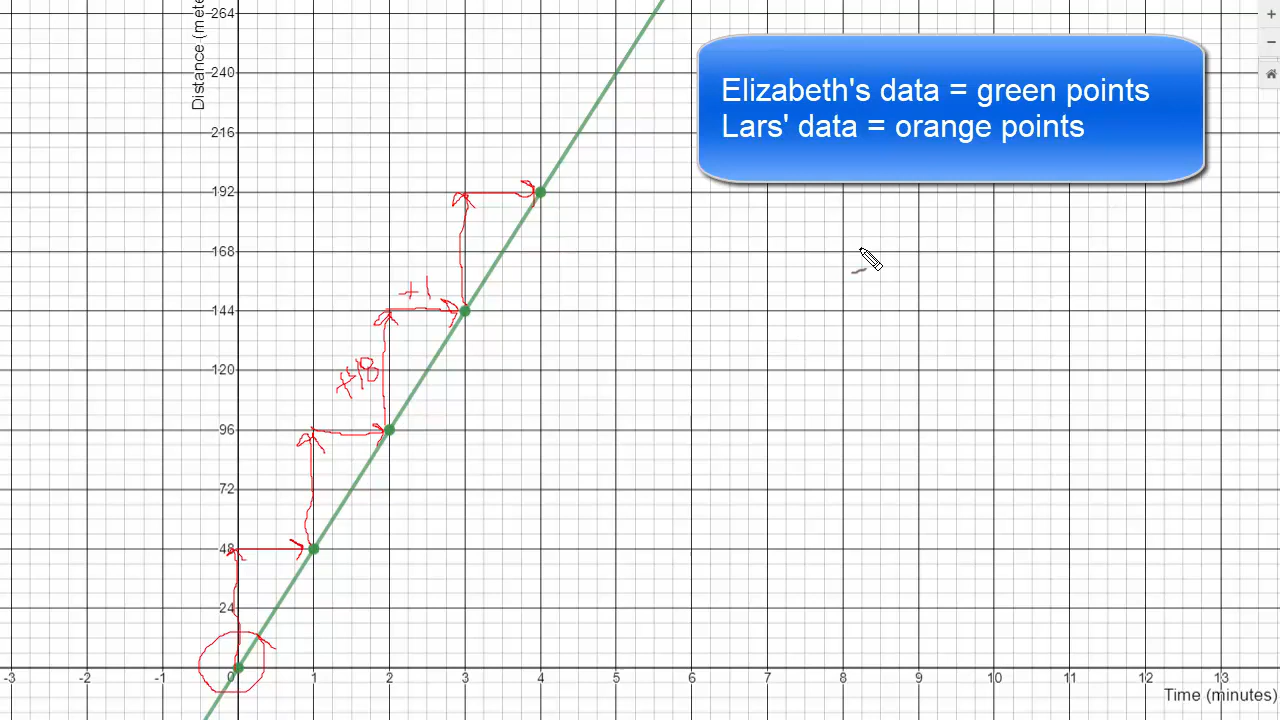 Distance (mete
264
240
216
192
168
144
120
96
72
48
24
Elizabeth's data = green points
Lars' data = orange points
+1
+48
-3 -2 -1 0 1 2 3 4 5 6 7 8 9 10 11 12 13
Time (minutes)